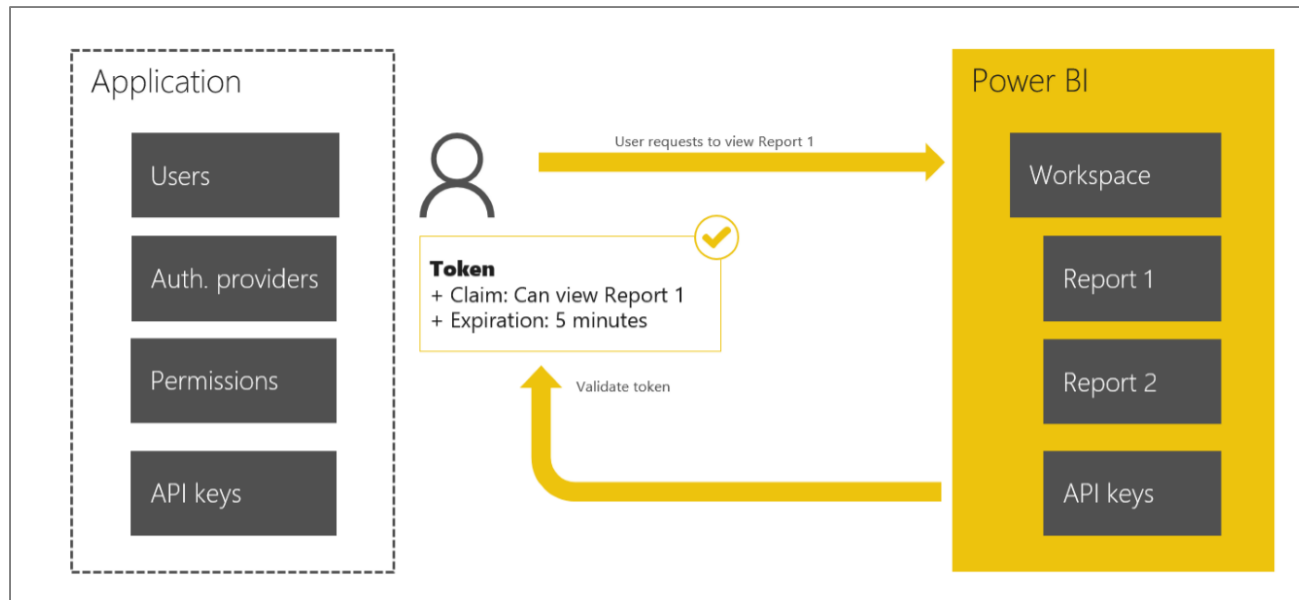 Application
Users
Auth. providers
Permissions
API keys
User requests to view Report 1
Token
+ Claim: Can view Report 1
+ Expiration: 5 minutes
Validate token
Power BI
Workspace
Report 1
Report 2
API keys